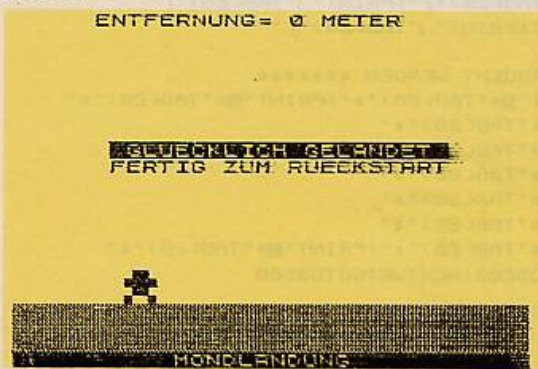 ENTFERNUNG= 0 METER
GLUECKLICH GELANDET
FERTIG ZUM RUECKSTART
MONDLANDUNG